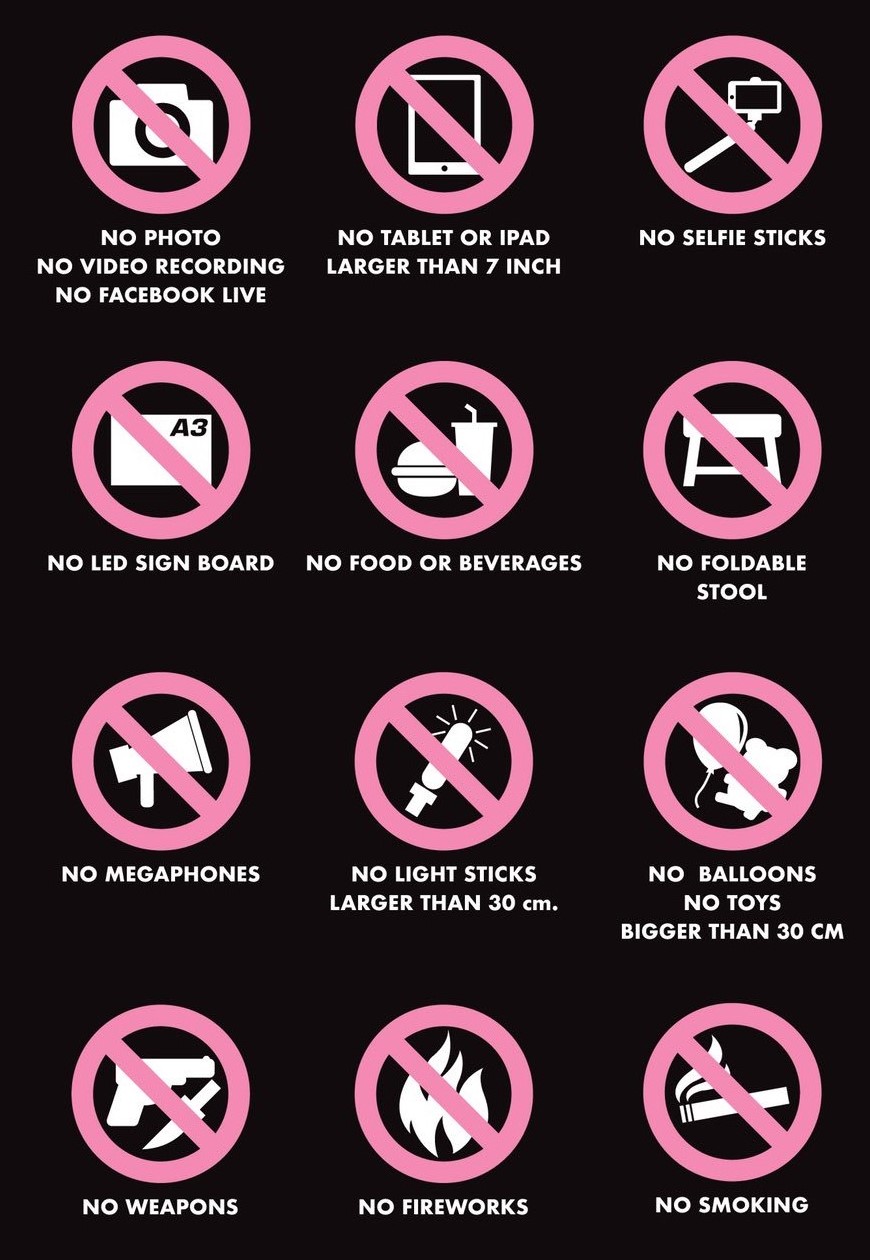 NO PHOTO
NO VIDEO RECORDING
NO FACEBOOK LIVE
NO TABLET OR IPAD
LARGER THAN 7 INCH
NO SELFIE STICKS
A3
NO LED SIGN BOARD
NO FOOD OR BEVERAGES
NO FOLDABLE
STOOL
NO MEGAPHONES
NO LIGHT STICKS
LARGER THAN 30 cm.
NO BALLOONS
NO TOYS
BIGGER THAN 30 CM
NO WEAPONS
NO FIREWORKS
NO SMOKING